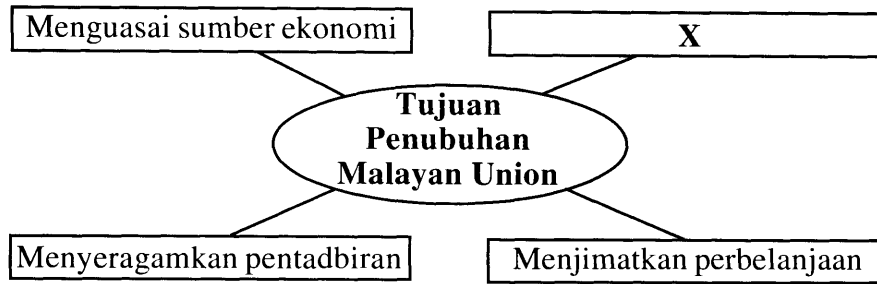 Menguasai sumber ekonomi
X
Tujuan
Penubuhan
Malayan Union
Menyeragamkan pentadbiran
Menjimatkan perbelanjaan